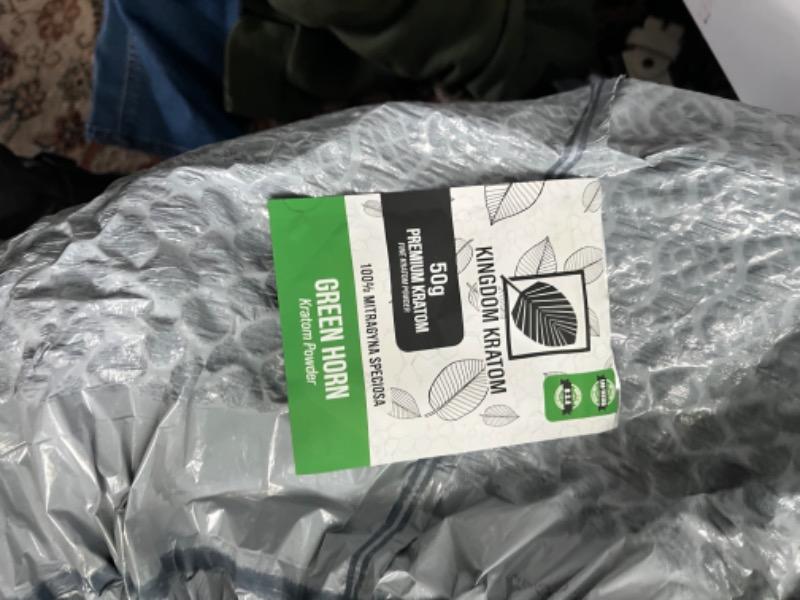 KINGDOM KRATOM
50g
PREMIUM KRATOM
FINE KRATOM POWDER
100% MITRAGYNA SPECIOSA
GREEN HORN
Kratom Powder